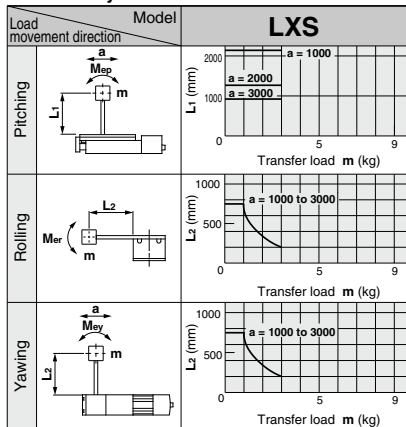 Model
Load
movement direction
LXS
Pitching
a
Mep
m
L1
L1 (mm)
2000
1000
0
a = 1000
a = 2000
a = 3000
5
9
Transfer load m (kg)
Rolling
L2
Mer
m
L2 (mm)
1000
500
0
a = 1000 to 3000
5
9
Transfer load m (kg)
Yawing
a
Mey
m
L2
L2 (mm)
1000
500
0
a = 1000 to 3000
5
9
Transfer load m (kg)